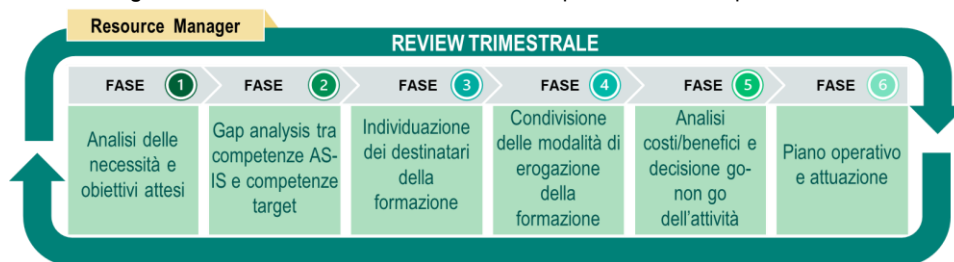 Resource Manager
REVIEW TRIMESTRALE
FASE 1
FASE 2
FASE 3
FASE 4
FASE 5
FASE 6
Analisi delle
necessità e
obiettivi attesi
Gap analysis tra
competenze AS-
IS e competenze
target
Individuazione
dei destinatari
della
formazione
Condivisione
delle modalità di
erogazione
della
formazione
Analisi
costi/benefici e
decisione go-
non go
dell'attività
Piano operativo
e attuazione